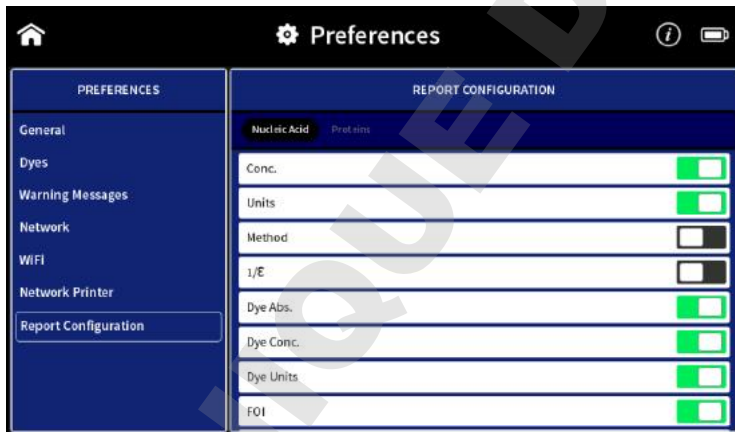 Preferences
PREFERENCES
General
Dyes
Warning Messages
Network
WiFi
Network Printer
Report Configuration
REPORT CONFIGURATION
Nucleic Acid Proteins
Conc.
Units
Method
1/Ɛ
Dye Abs.
Dye Conc.
Dye Units
FOI